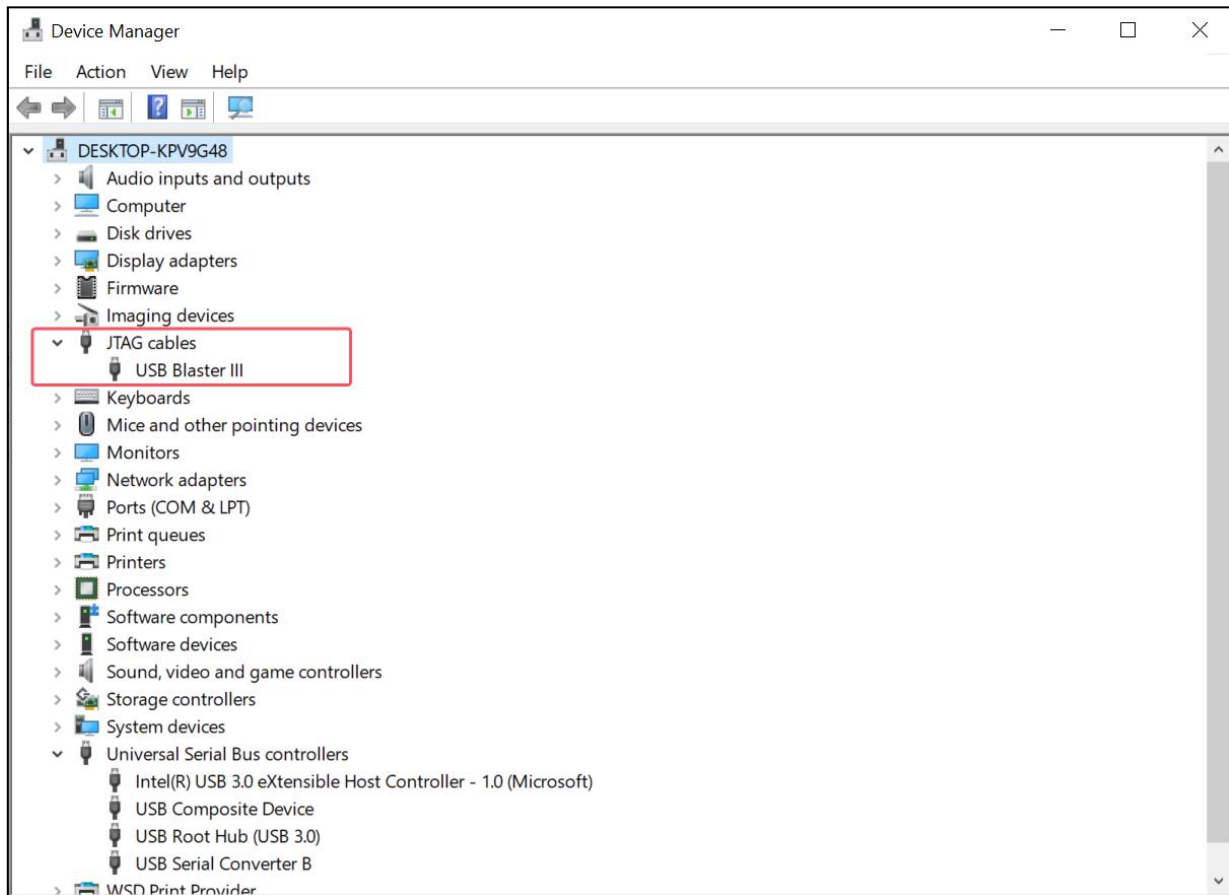 Device Manager
File Action View Help
DESKTOP-KPV9G48
Audio inputs and outputs
Computer
Disk drives
Display adapters
Firmware
Imaging devices
JTAG cables
USB Blaster III
Keyboards
Mice and other pointing devices
Monitors
Network adapters
Ports (COM & LPT)
Print queues
Printers
Processors
Software components
Software devices
Sound, video and game controllers
Storage controllers
System devices
Universal Serial Bus controllers
Intel(R) USB 3.0 eXtensible Host Controller - 1.0 (Microsoft)
USB Composite Device
USB Root Hub (USB 3.0)
USB Serial Converter B
WSD Print Provider